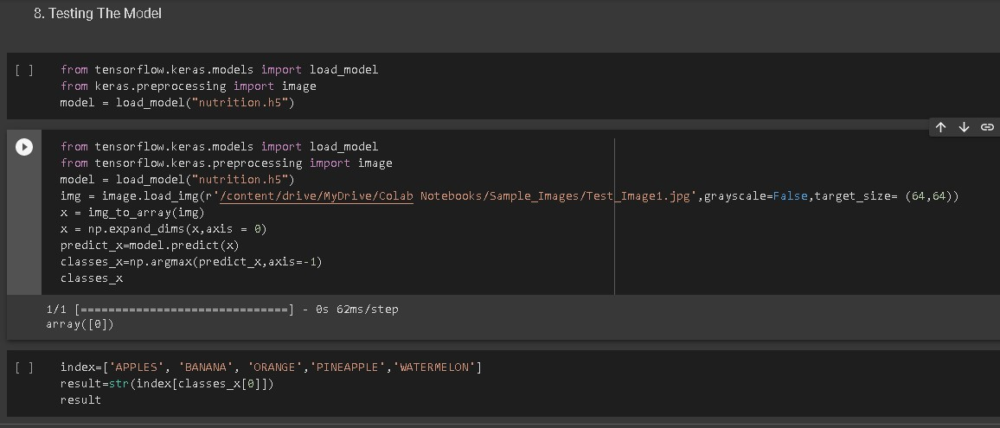 8. Testing The Model
[ ] from tensorflow.keras.models import load_model
from keras.preprocessing import image
model = load_model("nutrition.h5")
from tensorflow.keras.models import load_model
from tensorflow.keras.preprocessing import image
model = load_model("nutrition.h5")
img = image.load_img(r'/content/drive/MyDrive/Colab Notebooks/Sample_Images/Test_Image1.jpg',grayscale=False,target_size= (64,64))
x = img_to_array(img)
x = np.expand_dims(x,axis = 0)
predict_x=model.predict(x)
classes_x=np.argmax(predict_x,axis=-1)
classes_x
1/1 [==============================] - 0s 62ms/step
array([0])
[ ] index=['APPLES', 'BANANA', 'ORANGE','PINEAPPLE','WATERMELON']
result=str(index[classes_x[0]])
result